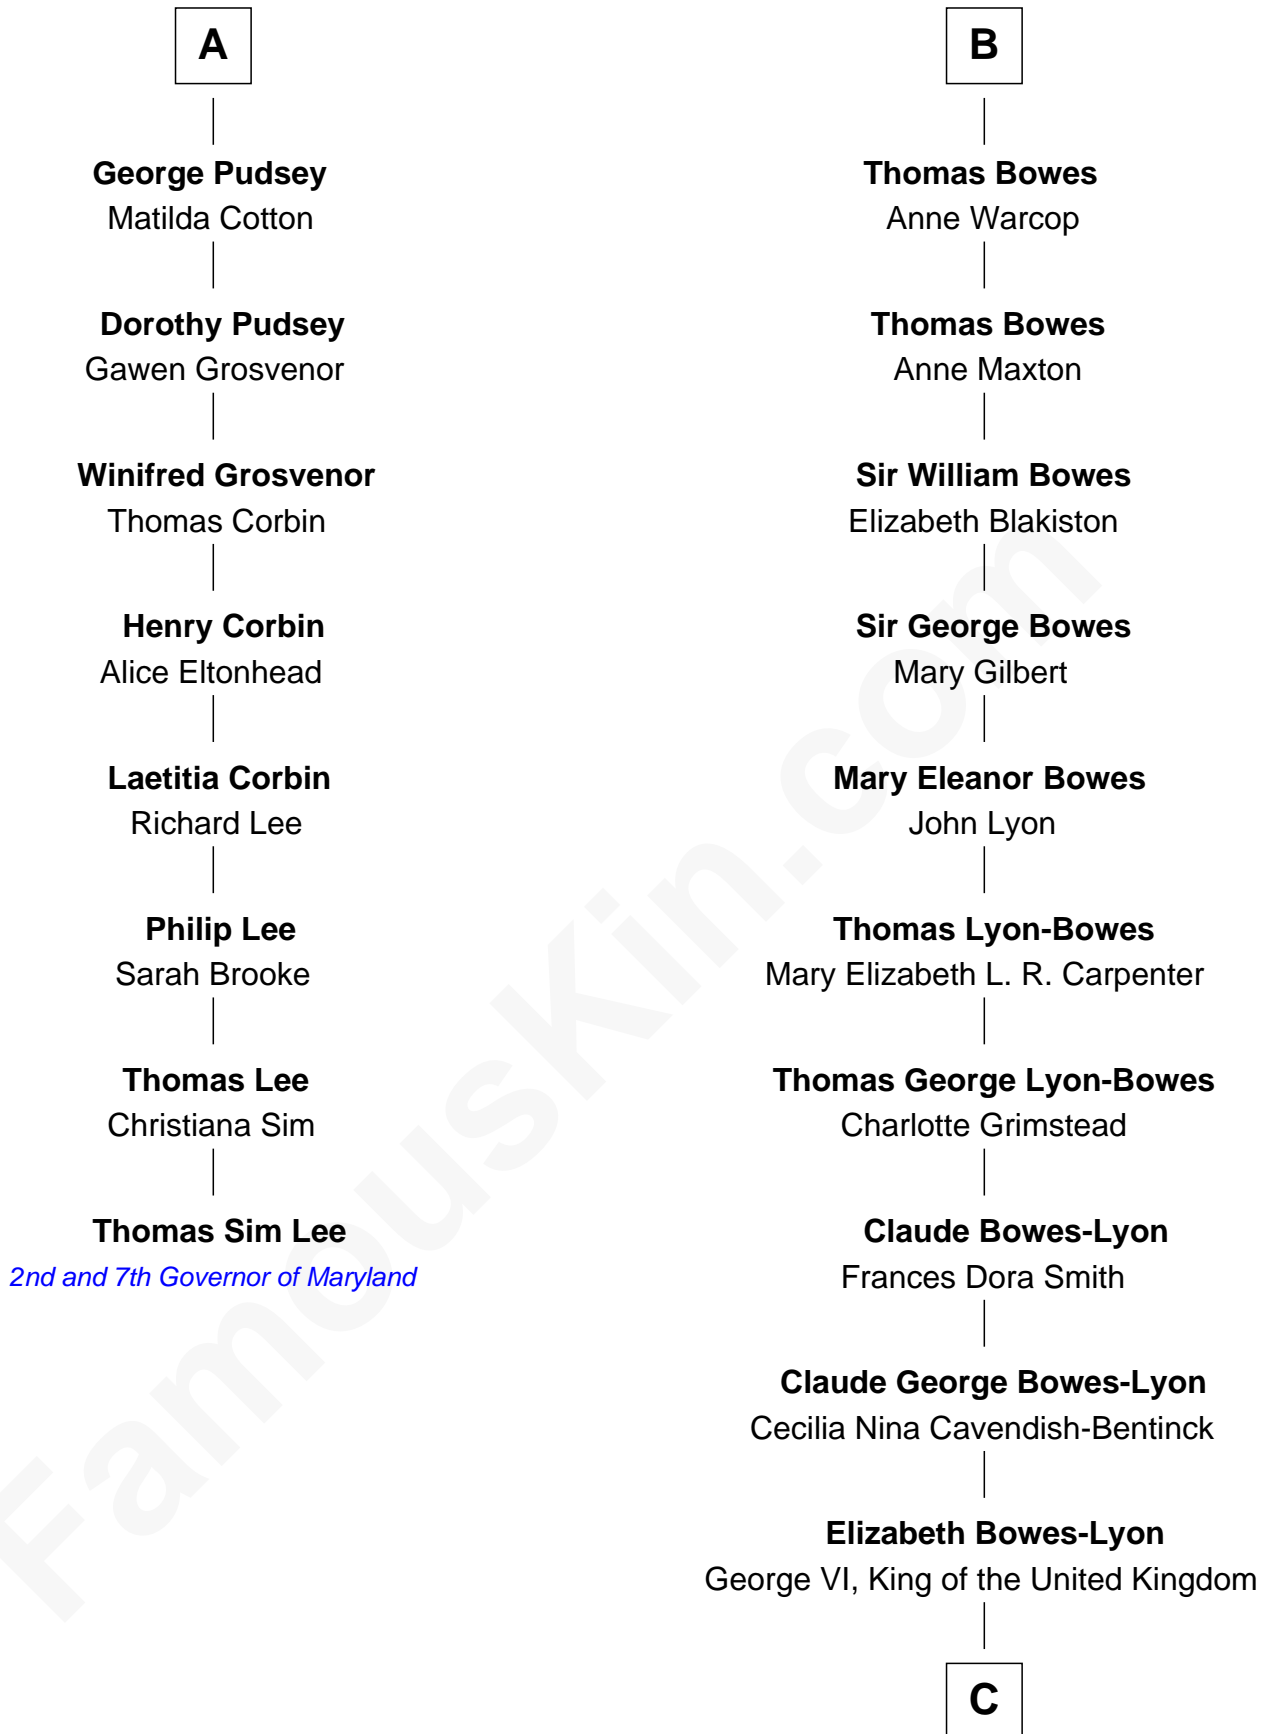 A
George Pudsey
Matilda Cotton
Dorothy Pudsey
Gawen Grosvenor
Winifred Grosvenor
Thomas Corbin
Henry Corbin
Alice Eltonhead
Laetitia Corbin
Richard Lee
Philip Lee
Sarah Brooke
Thomas Lee
Christiana Sim
Thomas Sim Lee
2nd and 7th Governor of Maryland
B
Thomas Bowes
Anne Warcop
Thomas Bowes
Anne Maxton
Sir William Bowes
Elizabeth Blakiston
Sir George Bowes
Mary Gilbert
Mary Eleanor Bowes
John Lyon
Thomas Lyon-Bowes
Mary Elizabeth L. R. Carpenter
Thomas George Lyon-Bowes
Charlotte Grimstead
Claude Bowes-Lyon
Frances Dora Smith
Claude George Bowes-Lyon
Cecilia Nina Cavendish-Bentinck
Elizabeth Bowes-Lyon
George VI, King of the United Kingdom
C
FamousKin.com